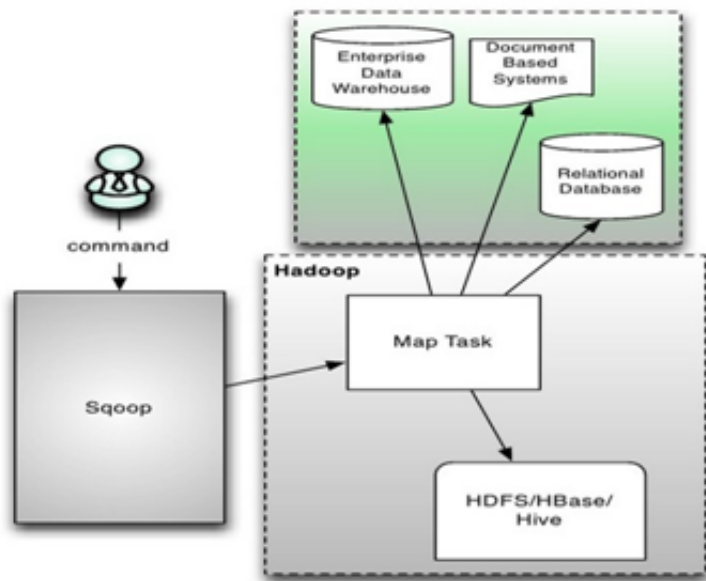 Enterprise
Data
Warehouse
Document
Based
Systems
Relational
Database
command
Hadoop
Map Task
Sqoop
HDFS/HBase/
Hive